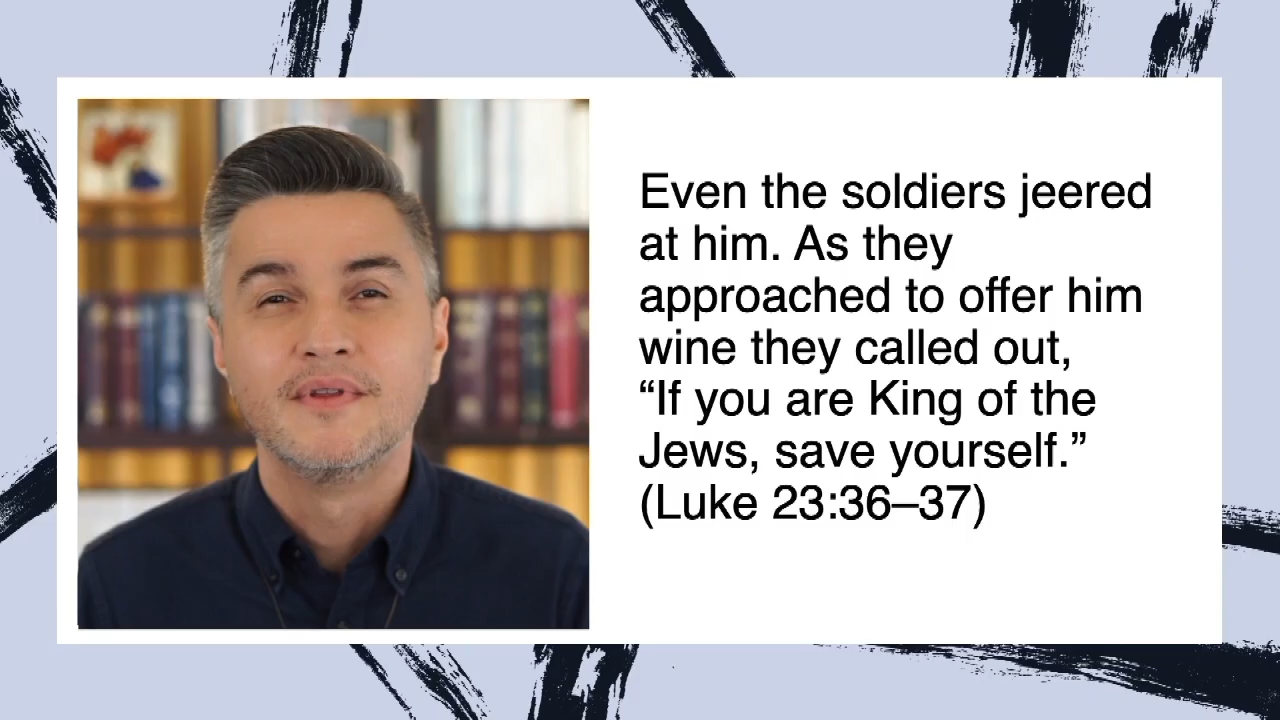 Even the soldiers jeered
at him. As they
approached to offer him
wine they called out,
“If you are King of the
Jews, save yourself.”
(Luke 23:36–37)